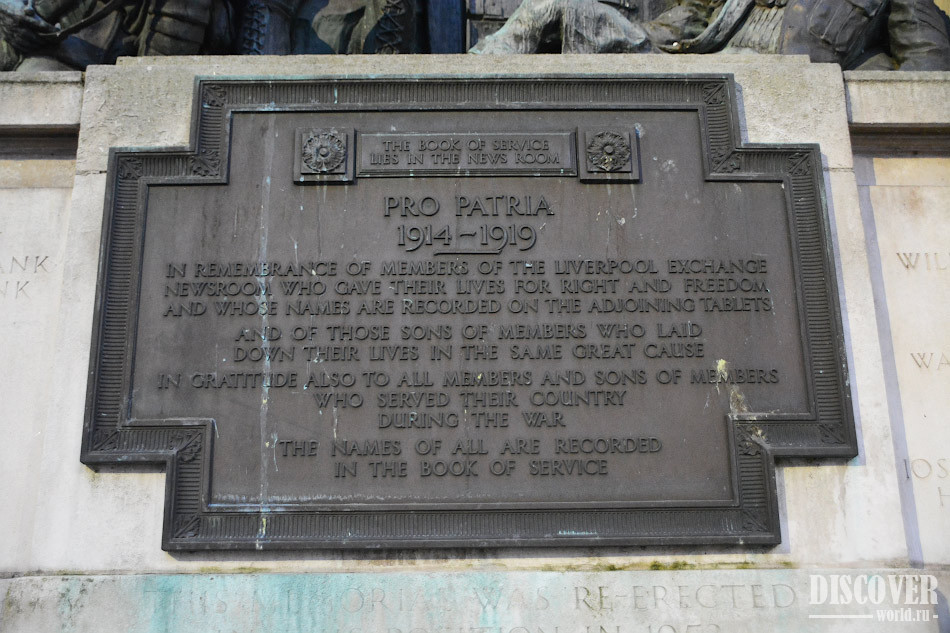 THE BOOK OF SERVICE
LIES IN THE NEWS ROOM
PRO PATRIA
1914-1919
IN REMEMBRANCE OF MEMBERS OF THE LIVERPOOL EXCHANGE
NEWSROOM WHO GAVE THEIR LIVES FOR RIGHT AND FREEDOM
AND WHOSE NAMES ARE RECORDED ON THE ADJOINING TABLETS
AND OF THOSE SONS OF MEMBERS WHO LAID
DOWN THEIR LIVES IN THE SAME GREAT CAUSE
IN GRATITUDE ALSO TO ALL MEMBERS AND SONS OF MEMBERS
WHO SERVED THEIR COUNTRY
DURING THE WAR
THE NAMES OF ALL ARE RECORDED
IN THE BOOK OF SERVICE
THIS MEMORIAL WAS RE-ERECTED
POSITION IN 1953
DISCOVER
world.ru